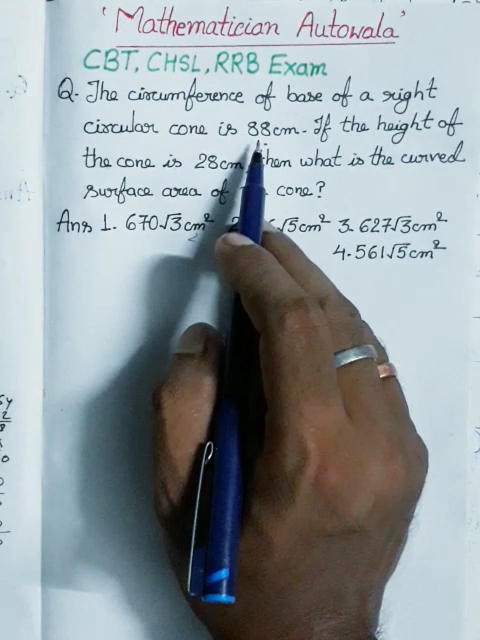 'Mathematician Autowala'
CBT, CHSL, RRB Exam
Q. The circumference of base of a right
circular cone is 88cm. If the height of
the cone is 28cm, then what is the curved
surface area of cone?
Ans 1. 670√3cm² 2 √5cm² 3. 627√3cm²
4. 561√5cm²